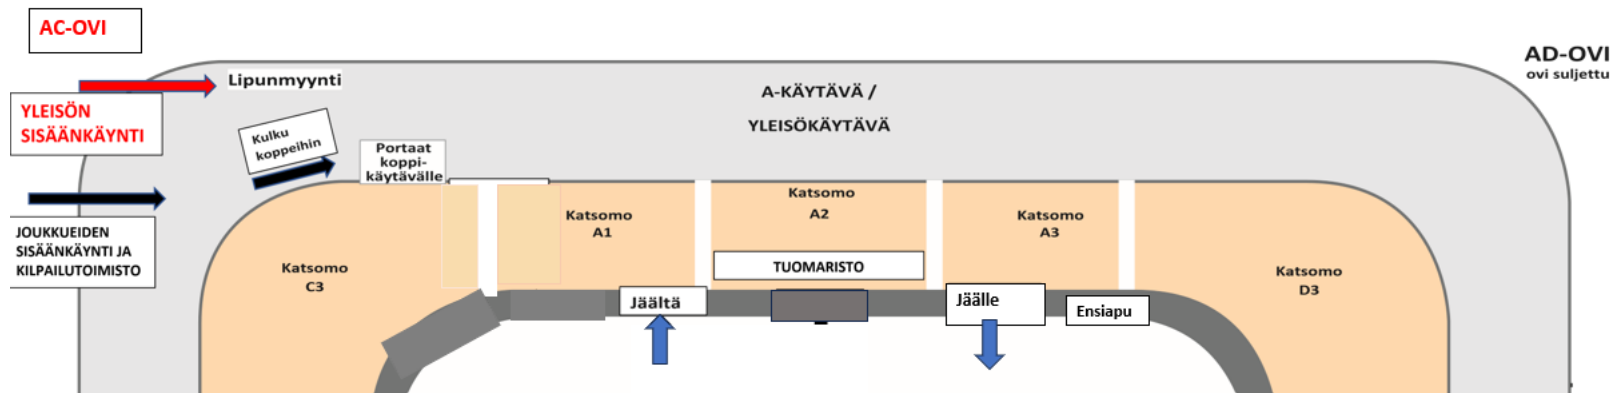 AC-OVI
AD-OVI
ovi suljettu
Lipunmyynti
A-KÄYTÄVÄ /
YLEISÖKÄYTÄVÄ
YLEISÖN
SISÄÄNKÄYNTI
Kulku
koppeihin
Portaat
koppi-
käytävälle
JOUKKUEIDEN
SISÄÄNKÄYNTI JA
KILPAILUTOIMISTO
Katsomo
C3
Katsomo
A1
Katsomo
A2
Katsomo
A3
Katsomo
D3
TUOMARISTO
Jäältä
Jäälle
Ensiapu